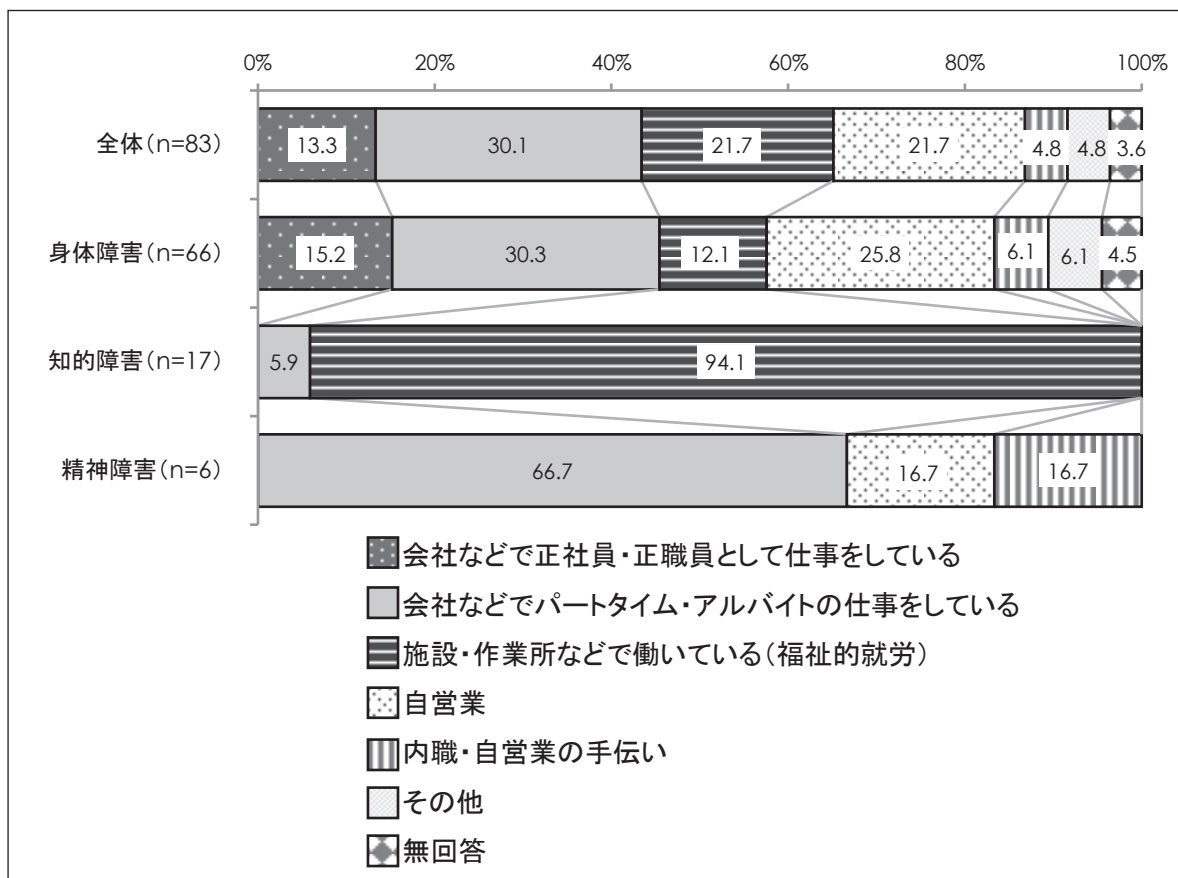 0% 20% 40% 60% 80% 100%
全体(n=83) 13.3 30.1 21.7 21.7 4.8 4.8 3.6
身体障害(n=66) 15.2 30.3 12.1 25.8 6.1 6.1 4.5
知的障害(n=17) 5.9 94.1
精神障害(n=6) 66.7 16.7 16.7
会社などで正社員・正職員として仕事をしている
会社などでパートタイム・アルバイトの仕事をしている
施設・作業所などで働いている(福祉的就労)
自営業
内職・自営業の手伝い
その他
無回答